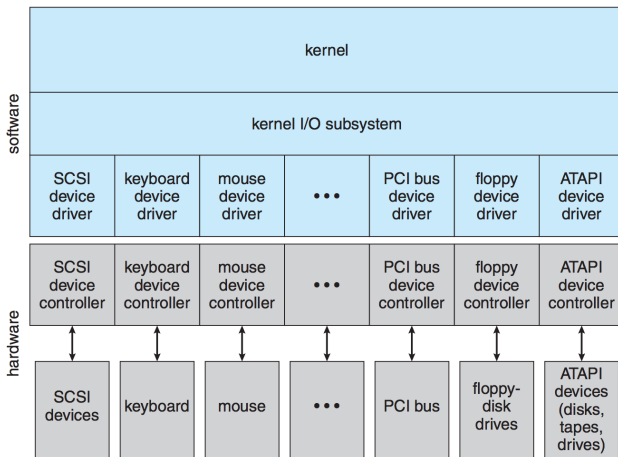 software
kernel
kernel I/O subsystem
SCSI
device
driver
keyboard
device
driver
mouse
device
driver
•••
PCI bus
device
driver
floppy
device
driver
ATAPI
device
driver
hardware
SCSI
device
controller
keyboard
device
controller
mouse
device
controller
•••
PCI bus
device
controller
floppy
device
controller
ATAPI
device
controller
SCSI
devices
keyboard
mouse
•••
PCI bus
floppy-
disk
drives
ATAPI
devices
(disks,
tapes,
drives)